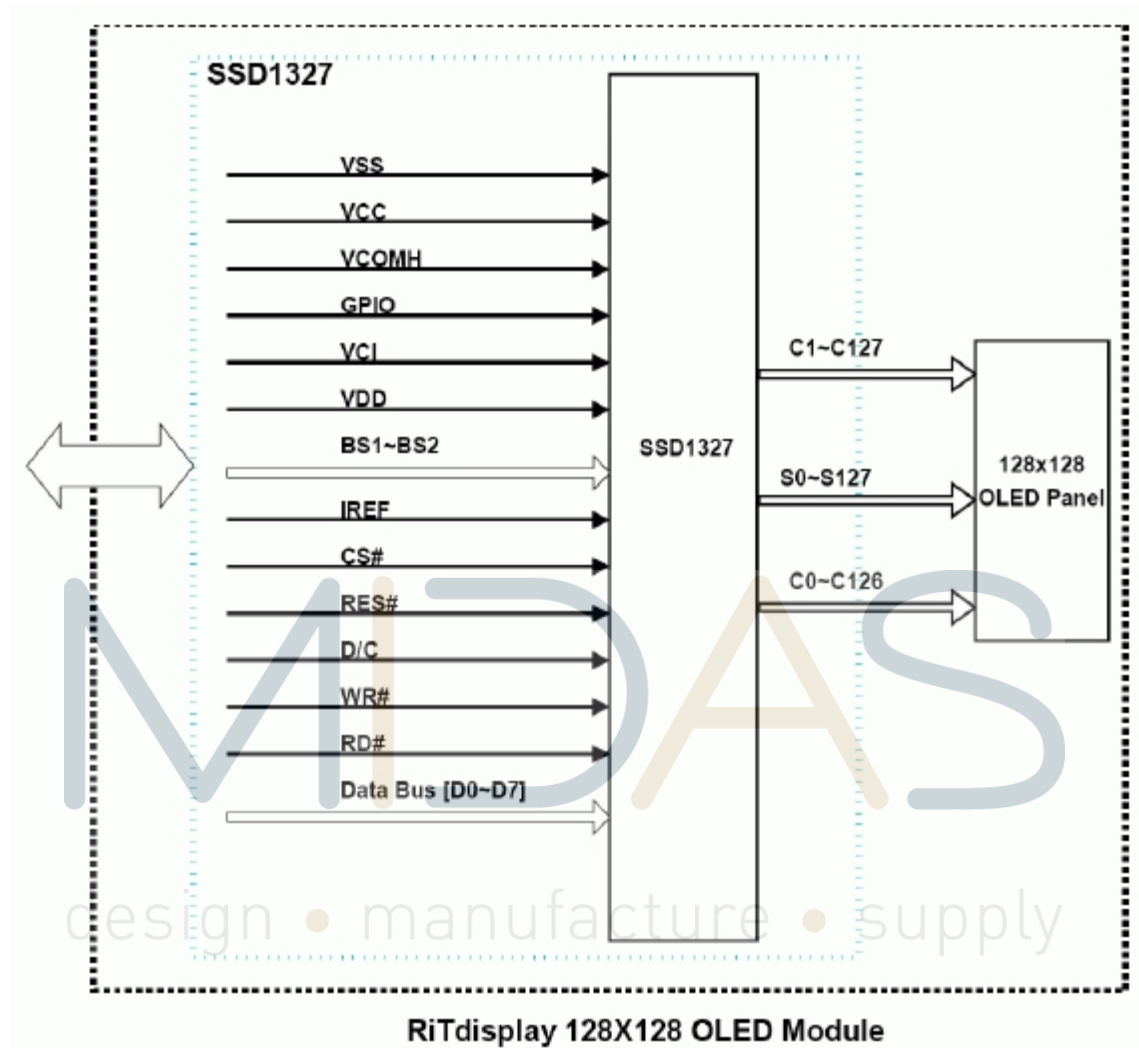 SSD1327
VSS
VCC
VCOMH
GPIO
VCI
VDD
BS1~BS2
IREF
CS#
RES#
D/C
WR#
RD#
Data Bus [D0~D7]
SSD1327
C1~C127
S0~S127
C0~C126
128x128
OLED Panel
MIDAS
design • manufacture • supply
RiTdisplay 128X128 OLED Module